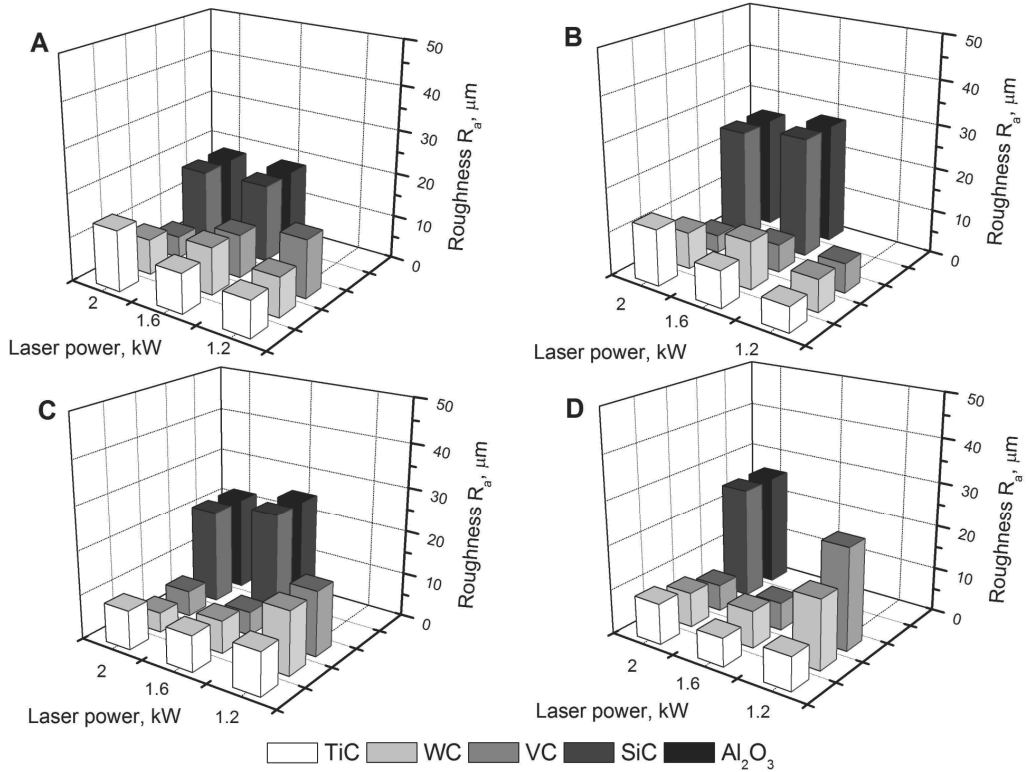 A
50
40
30
20
10
0
Roughness Rₐ, μm
2
1.6
1.2
Laser power, kW
B
50
40
30
20
10
0
Roughness Rₐ, μm
2
1.6
1.2
Laser power, kW
C
50
40
30
20
10
0
Roughness Rₐ, μm
2
1.6
1.2
Laser power, kW
D
50
40
30
20
10
0
Roughness Rₐ, μm
2
1.6
1.2
Laser power, kW
TiC WC VC SiC Al₂O₃